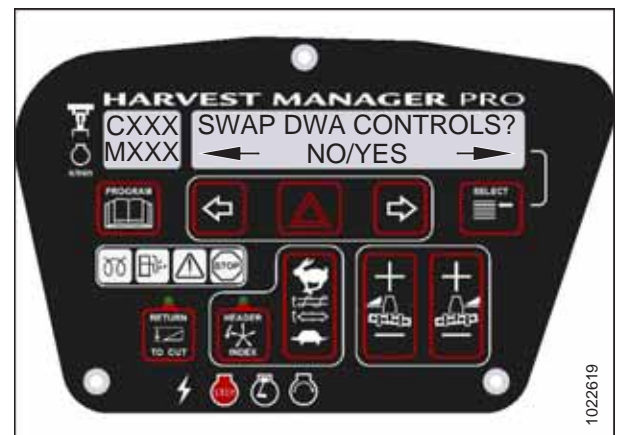 HARVEST MANAGER PRO
CXXX
MXXX
SWAP DWA CONTROLS?
NO/YES
PROGRAM
SELECT
STOP
RETURN
TO CUT
HEADER
INDEX
STOP
1022619